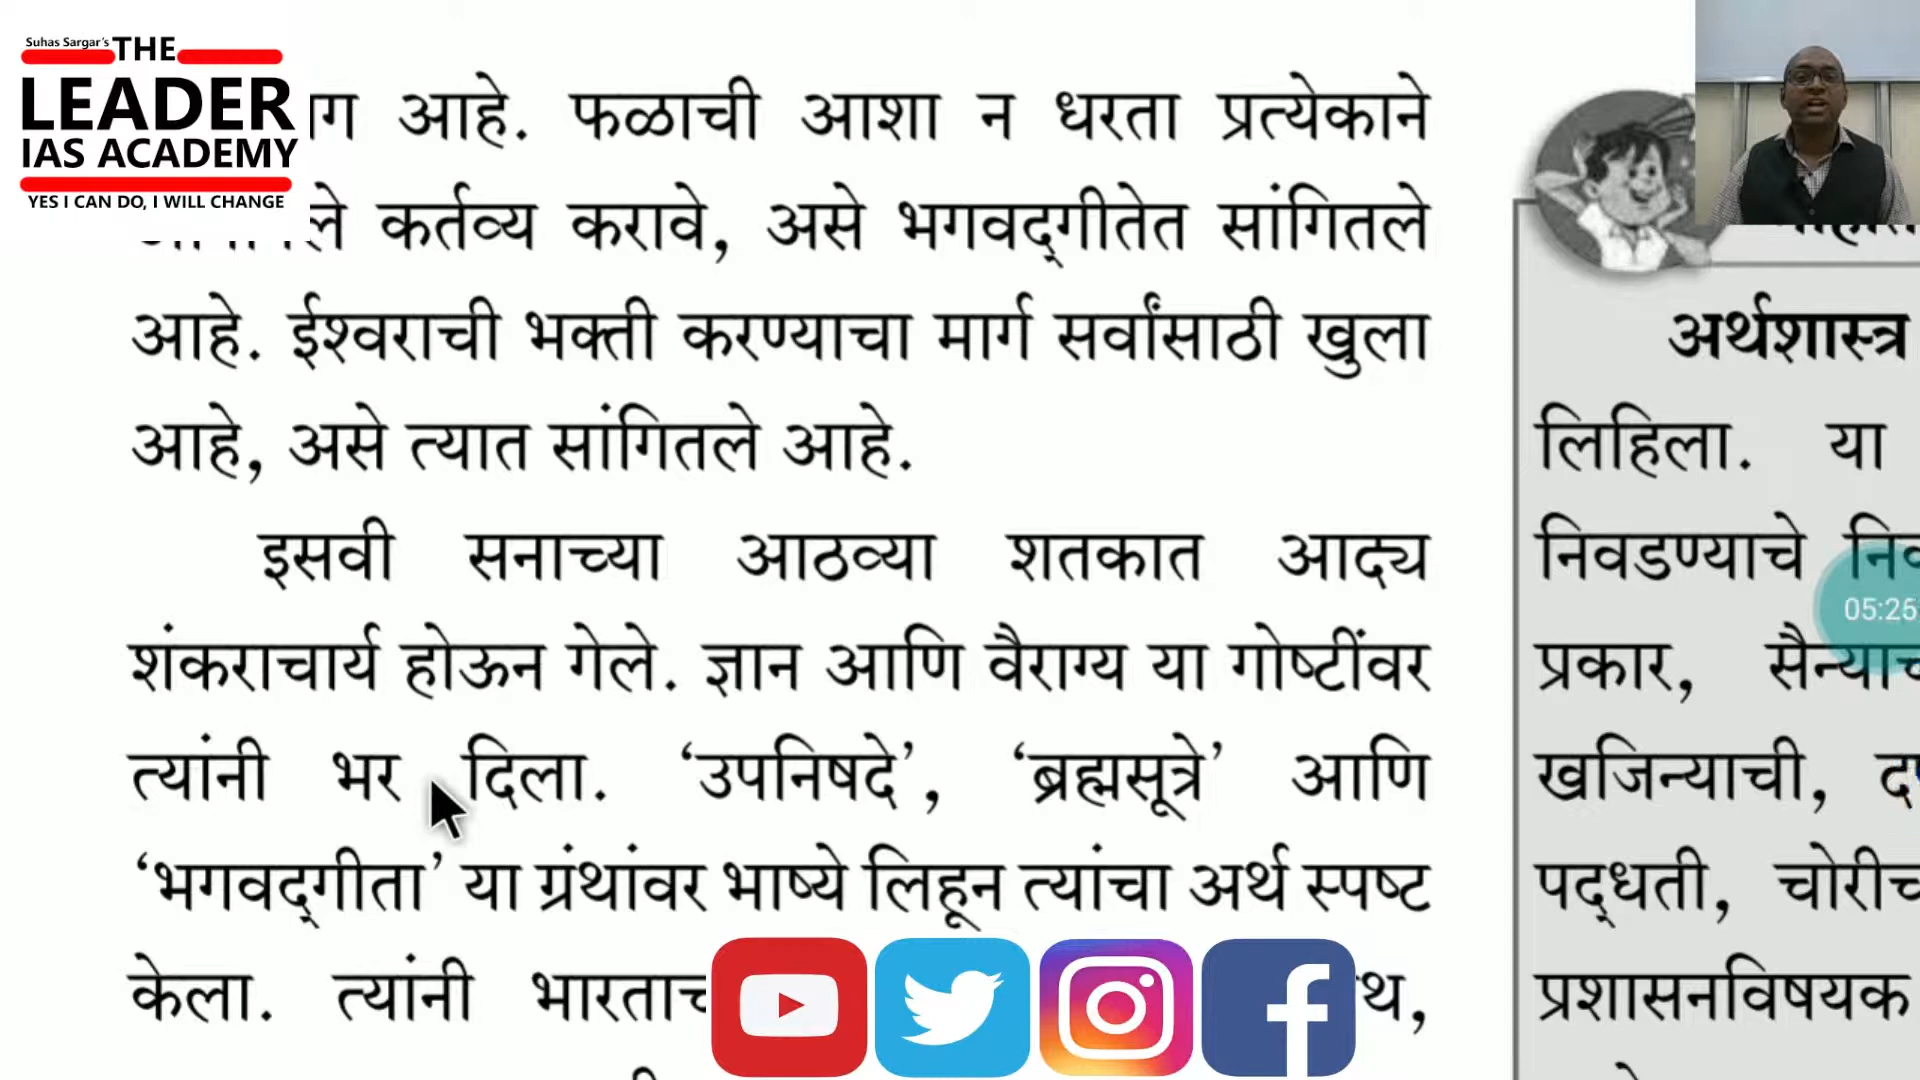 Suhas Sargar's THE
LEADER
IAS ACADEMY
YES I CAN DO, I WILL CHANGE
आहे. फळाची आशा न धरता प्रत्येकाने
कर्तव्य करावे, असे भगवद्‌गीतेत सांगितले
आहे. ईश्वराची भक्ती करण्याचा मार्ग सर्वांसाठी खुला
आहे, असे त्यात सांगितले आहे.
इसवी सनाच्या आठव्या शतकात आद्य
शंकराचार्य होऊन गेले. ज्ञान आणि वैराग्य या गोष्टींवर
त्यांनी भर दिला. ‘उपनिषदे’, ‘ब्रह्मसूत्रे’ आणि
‘भगवद्‌गीता’ या ग्रंथांवर भाष्ये लिहून त्यांचा अर्थ स्पष्ट
केला. त्यांनी
अर्थशास्त्र
लिहिला. या
निवडण्याचे
05:25
प्रकार,
खजिन्याची,
पद्‌धती,
प्रशासनविषयक